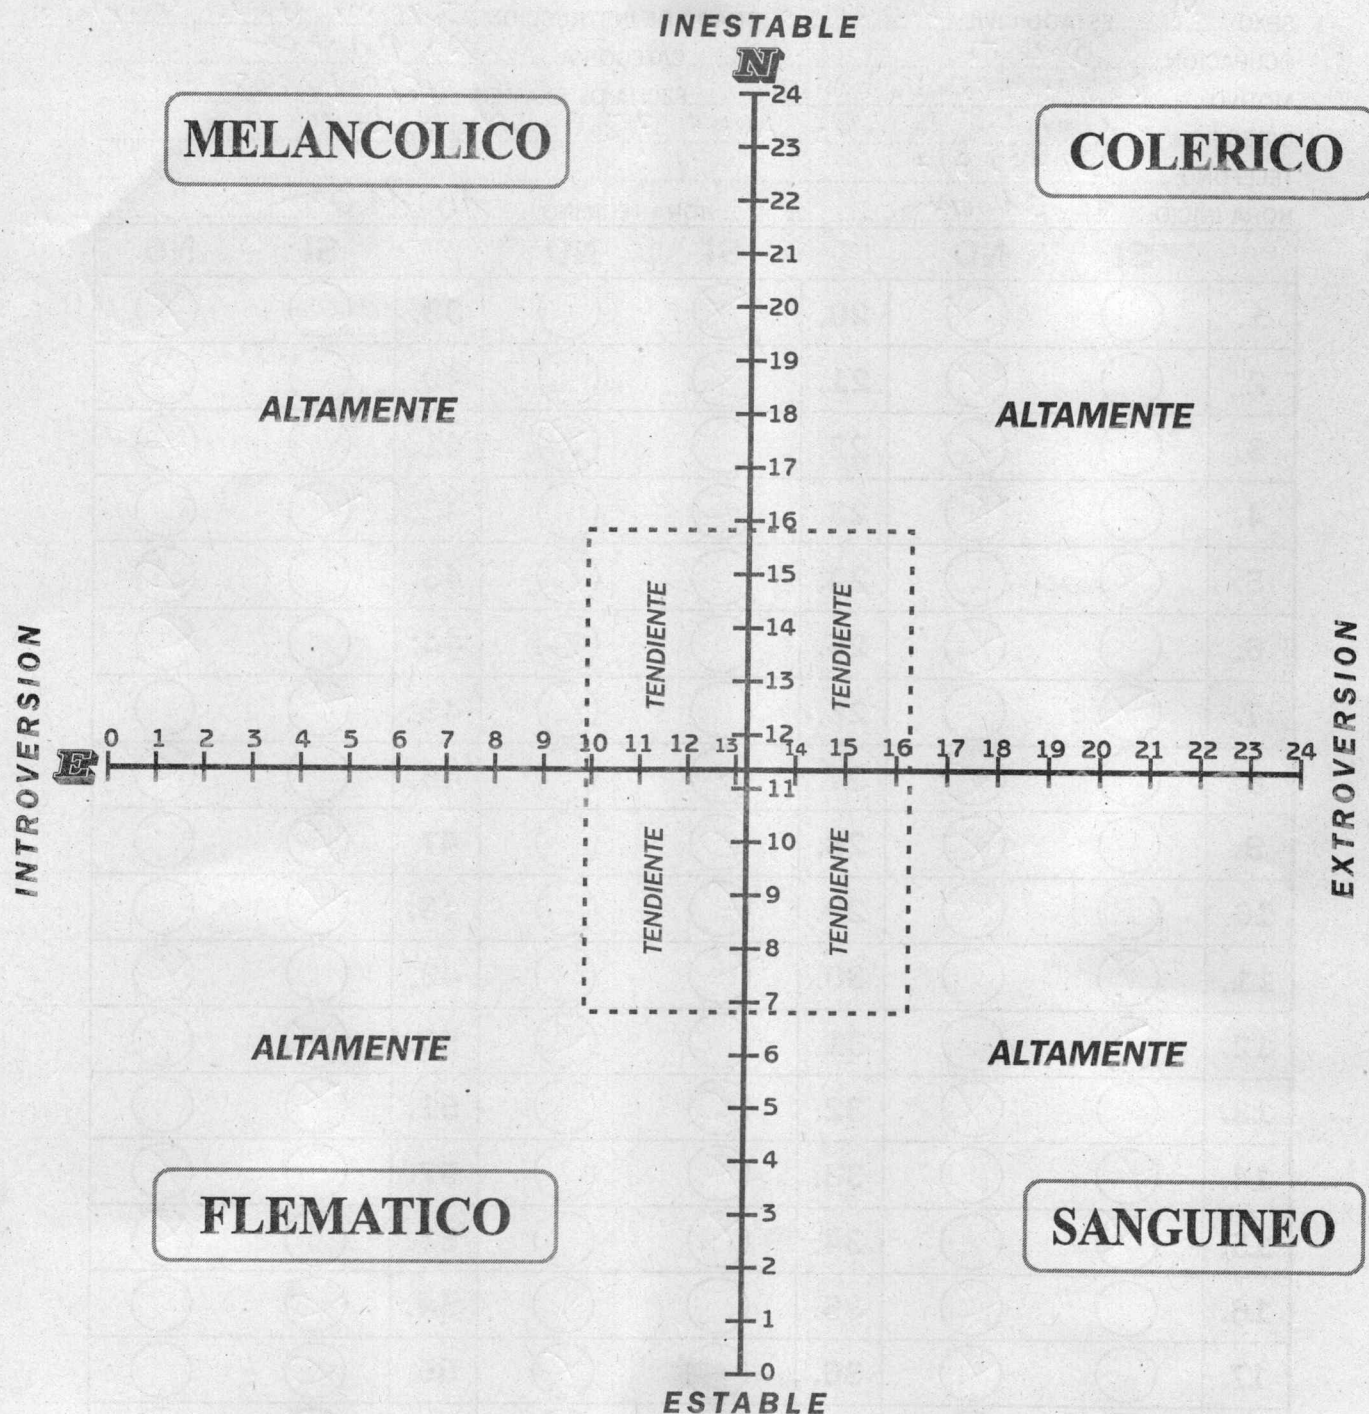 INESTABLE
N
24
MELANCOLICO
COLERICO
23
22
21
20
19
ALTAMENTE
ALTAMENTE
18
17
16
15
TENDIENTE
TENDIENTE
14
13
12
INTROVERSION
E
0 1 2 3 4 5 6 7 8 9 10 11 12 13 14 15 16 17 18 19 20 21 22 23 24
EXTROVERSION
11
10
TENDIENTE
TENDIENTE
9
8
7
ALTAMENTE
ALTAMENTE
6
5
4
FLEMATICO
SANGUINEO
3
2
1
0
ESTABLE